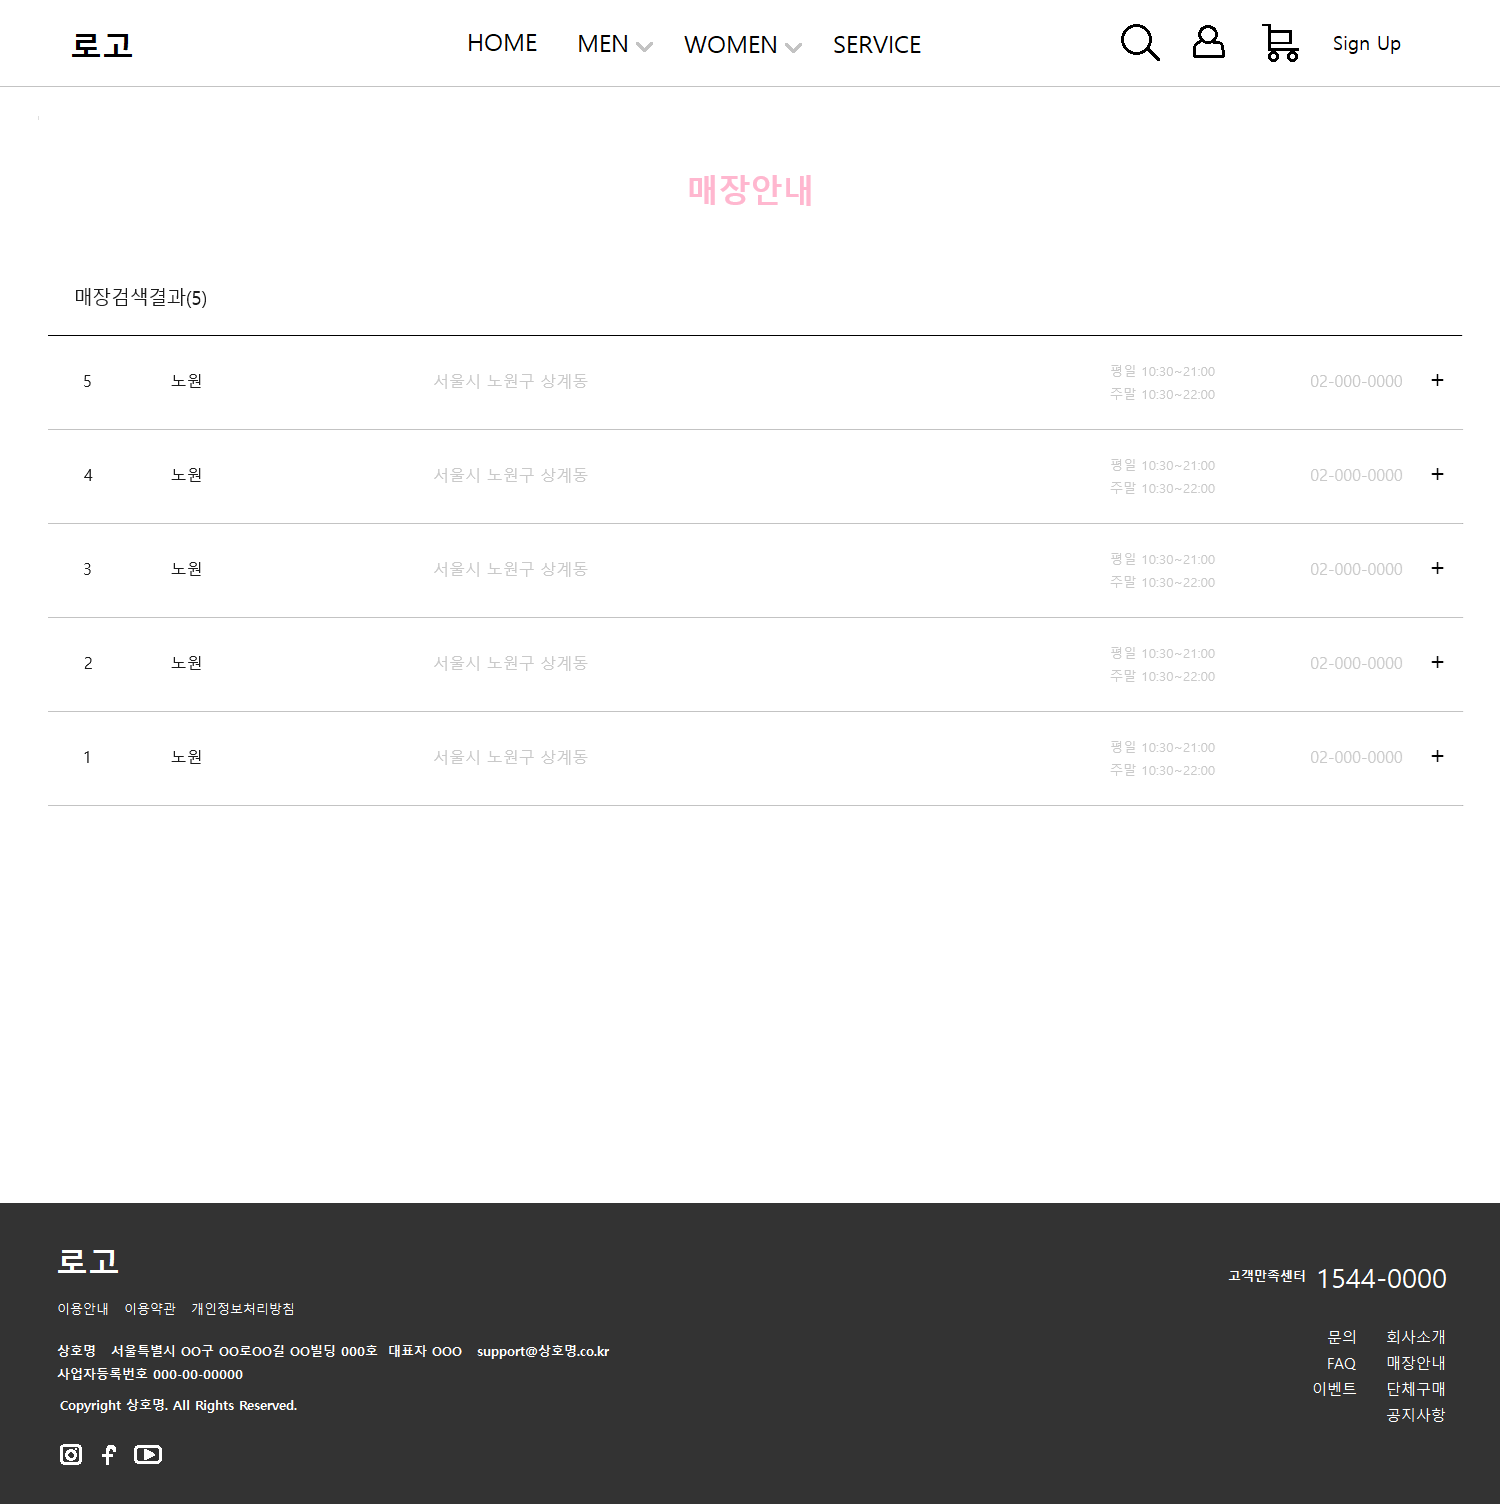 로고 HOME MEN WOMEN SERVICE Sign Up
매장안내
매장검색결과(5)
5 노원 서울시 노원구 상계동 평일 10:30~21:00 02-000-0000 +
주말 10:30~22:00
4 노원 서울시 노원구 상계동 평일 10:30~21:00 02-000-0000 +
주말 10:30~22:00
3 노원 서울시 노원구 상계동 평일 10:30~21:00 02-000-0000 +
주말 10:30~22:00
2 노원 서울시 노원구 상계동 평일 10:30~21:00 02-000-0000 +
주말 10:30~22:00
1 노원 서울시 노원구 상계동 평일 10:30~21:00 02-000-0000 +
주말 10:30~22:00
로고
이용안내 이용약관 개인정보처리방침
상호명 서울특별시 OO구 OO로OO길 OO빌딩 000호 대표자 OOO support@상호명.co.kr
사업자등록번호 000-00-00000
Copyright 상호명. All Rights Reserved.
고객만족센터 1544-0000
문의 회사소개
FAQ 매장안내
이벤트 단체구매
공지사항